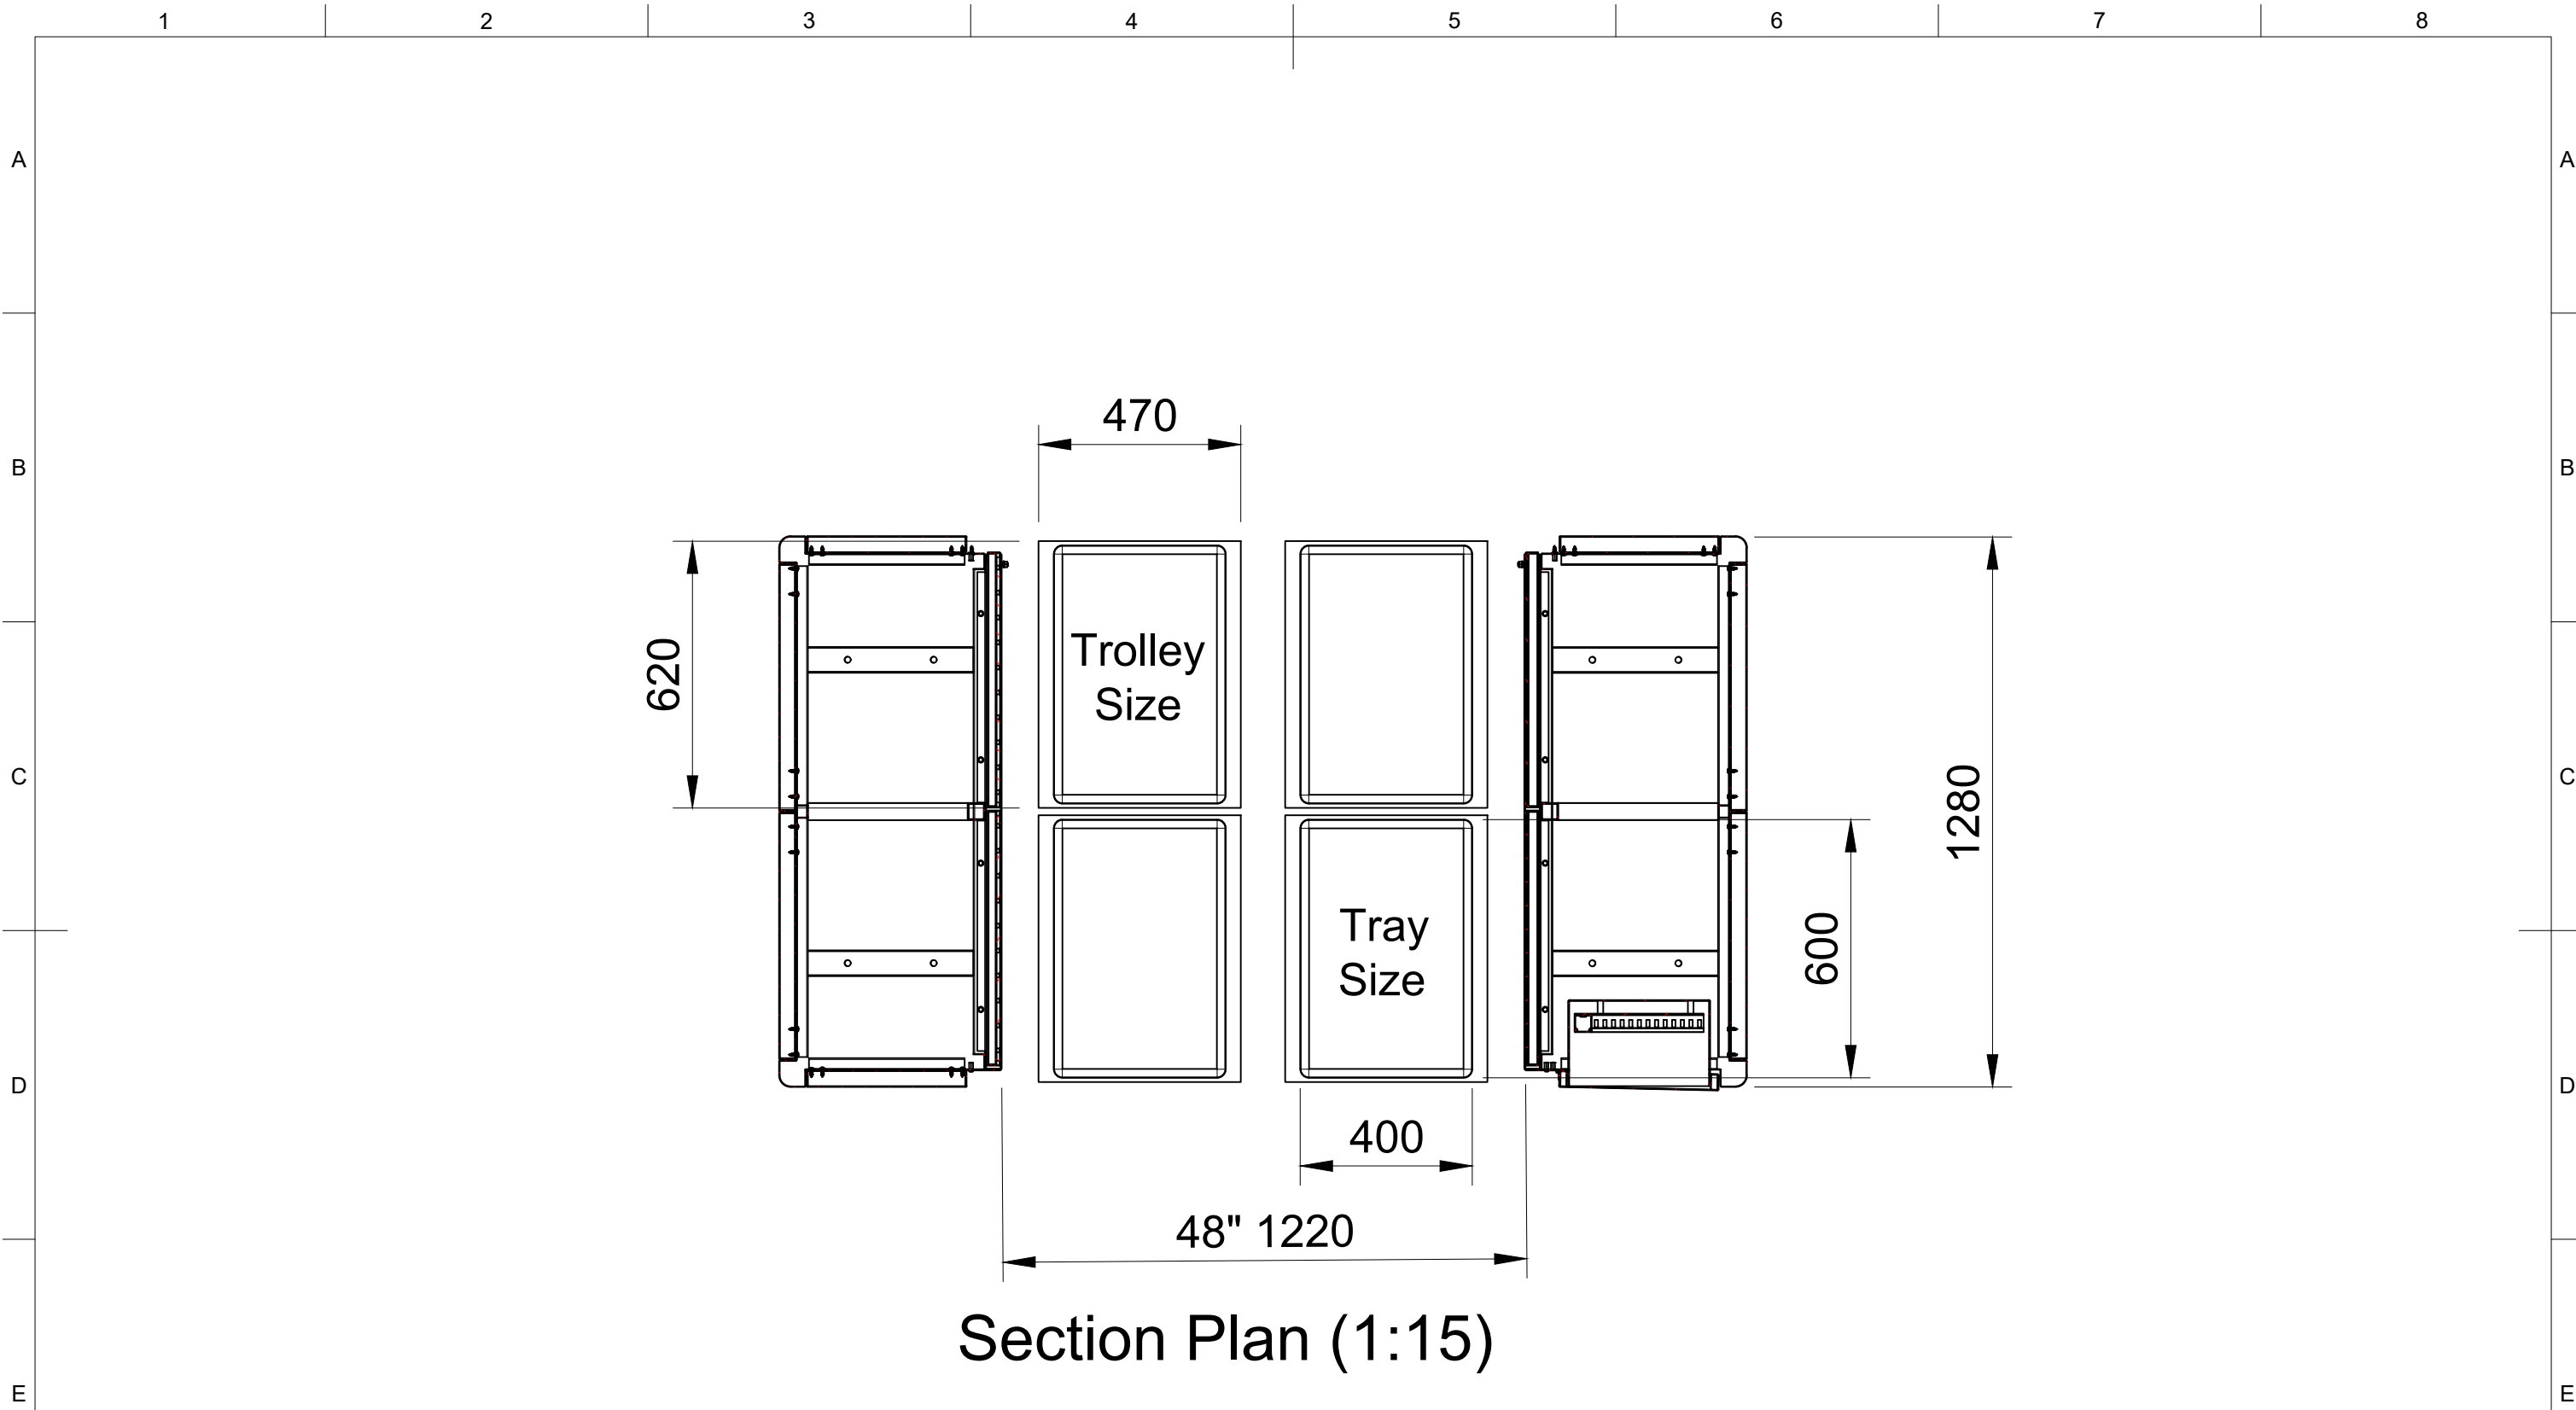 1 2 3 4 5 6 7 8
A A
470
B B
Trolley
Size
620
C C
1280
Tray
Size
600
D D
400
48" 1220
Section Plan (1:15)
E E